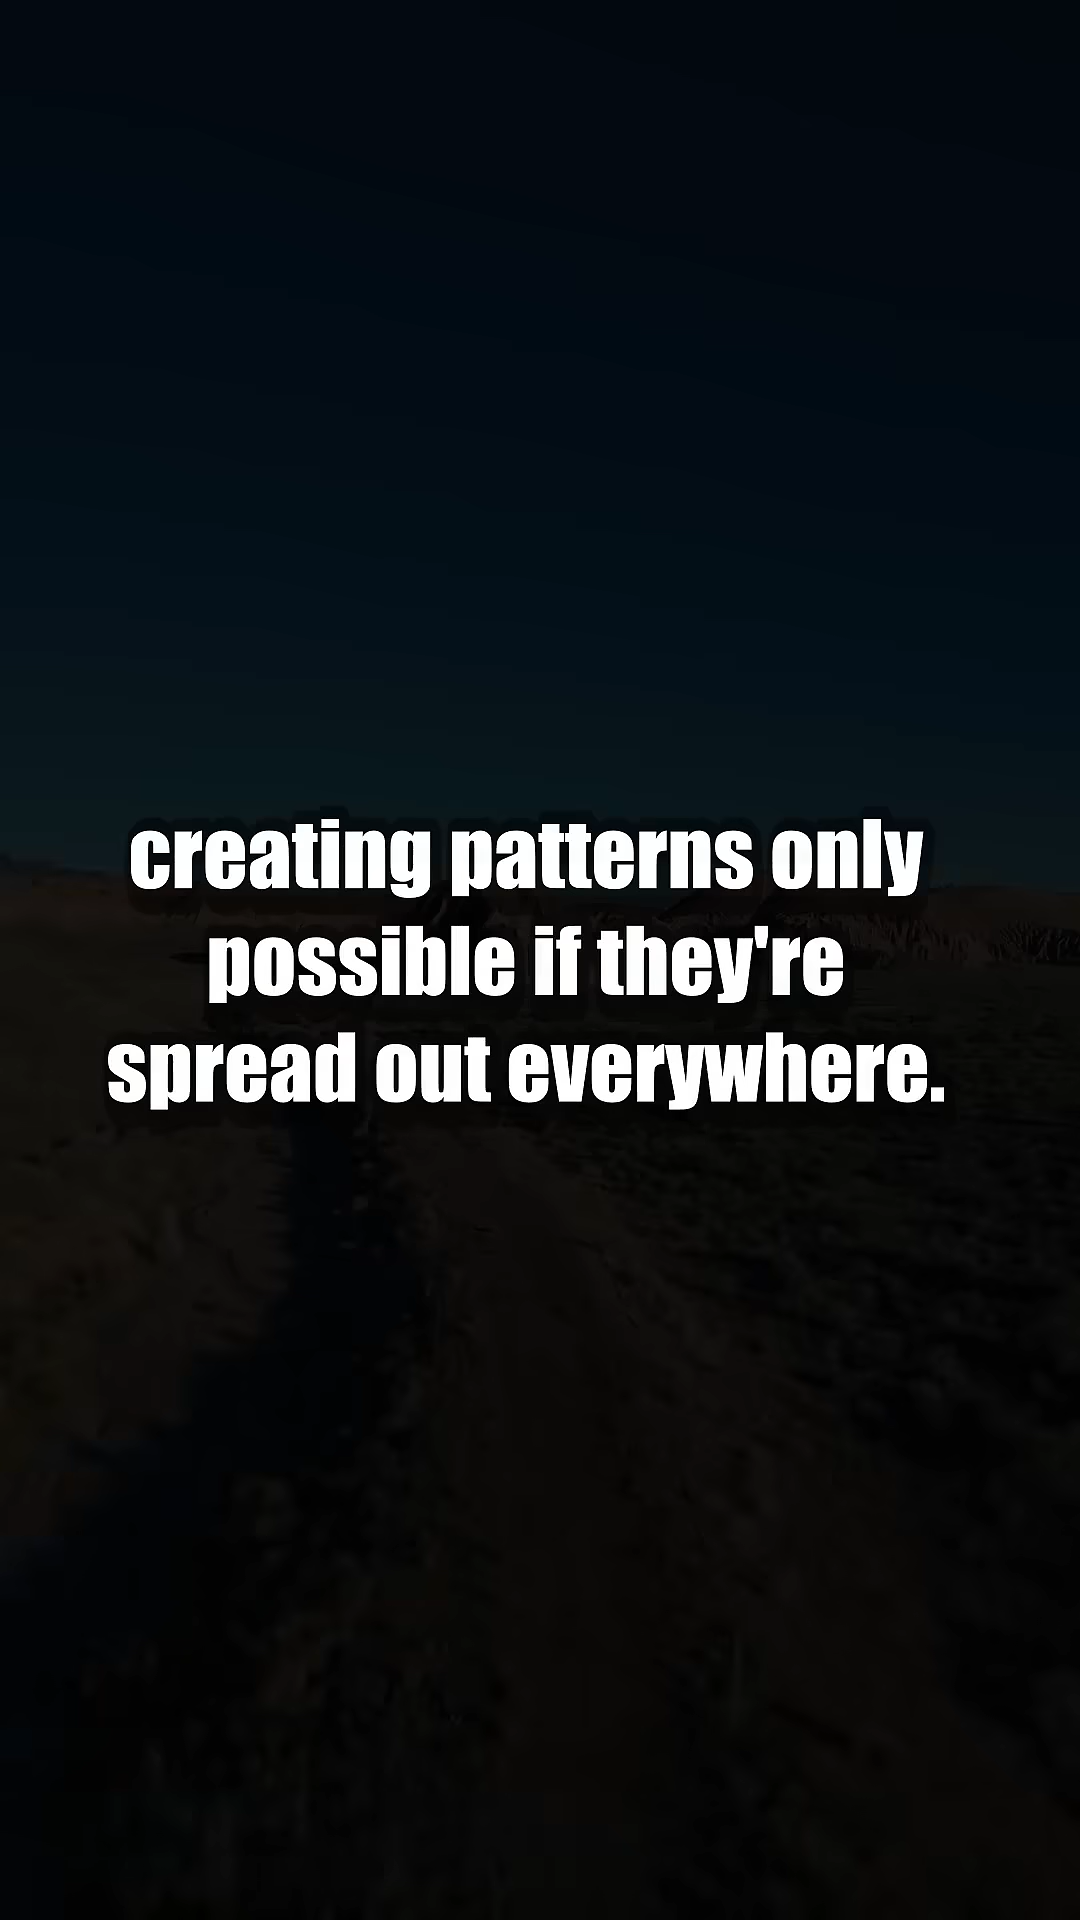 creating patterns only
possible if they're
spread out everywhere.